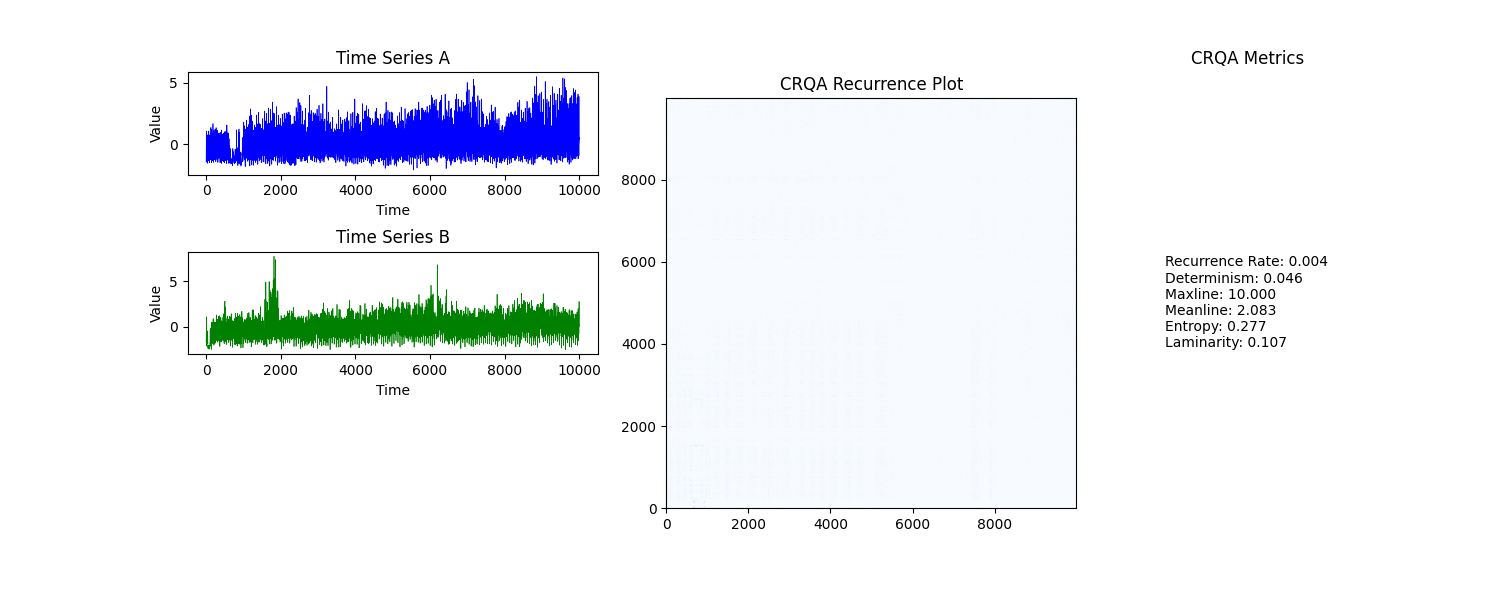 Time Series A
Value
5
0
0 2000 4000 6000 8000 10000
Time
Time Series B
Value
5
0
0 2000 4000 6000 8000 10000
Time
CRQA Recurrence Plot
8000
6000
4000
2000
0
0 2000 4000 6000 8000
CRQA Metrics
Recurrence Rate: 0.004
Determinism: 0.046
Maxline: 10.000
Meanline: 2.083
Entropy: 0.277
Laminarity: 0.107